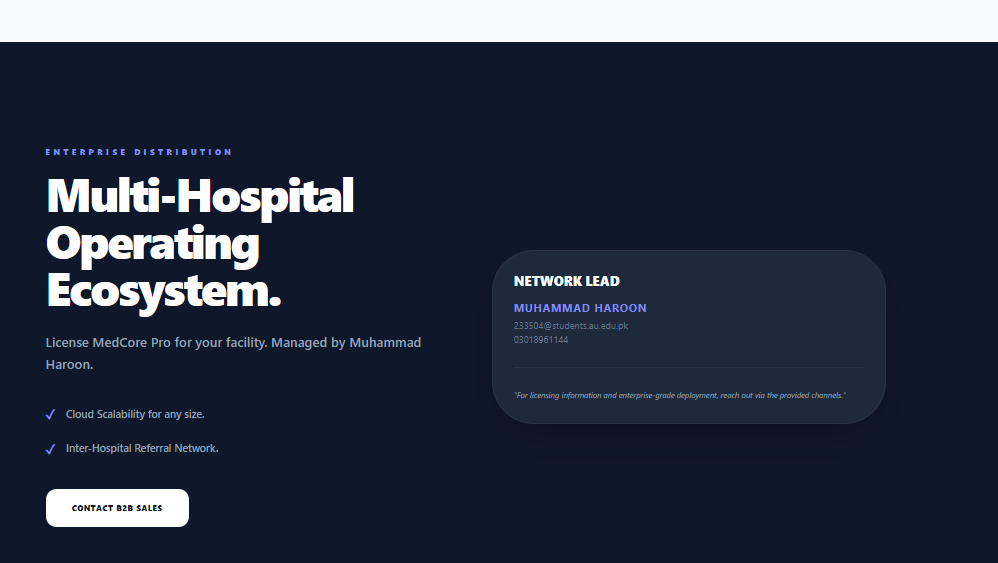 ENTERPRISE DISTRIBUTION
Multi-Hospital
Operating
Ecosystem.
License MedCore Pro for your facility. Managed by Muhammad
Haroon.
✓ Cloud Scalability for any size.
✓ Inter-Hospital Referral Network.
CONTACT B2B SALES
NETWORK LEAD
MUHAMMAD HAROON
233504@students.au.edu.pk
03018961144
"For licensing information and enterprise-grade deployment, reach out via the provided channels."